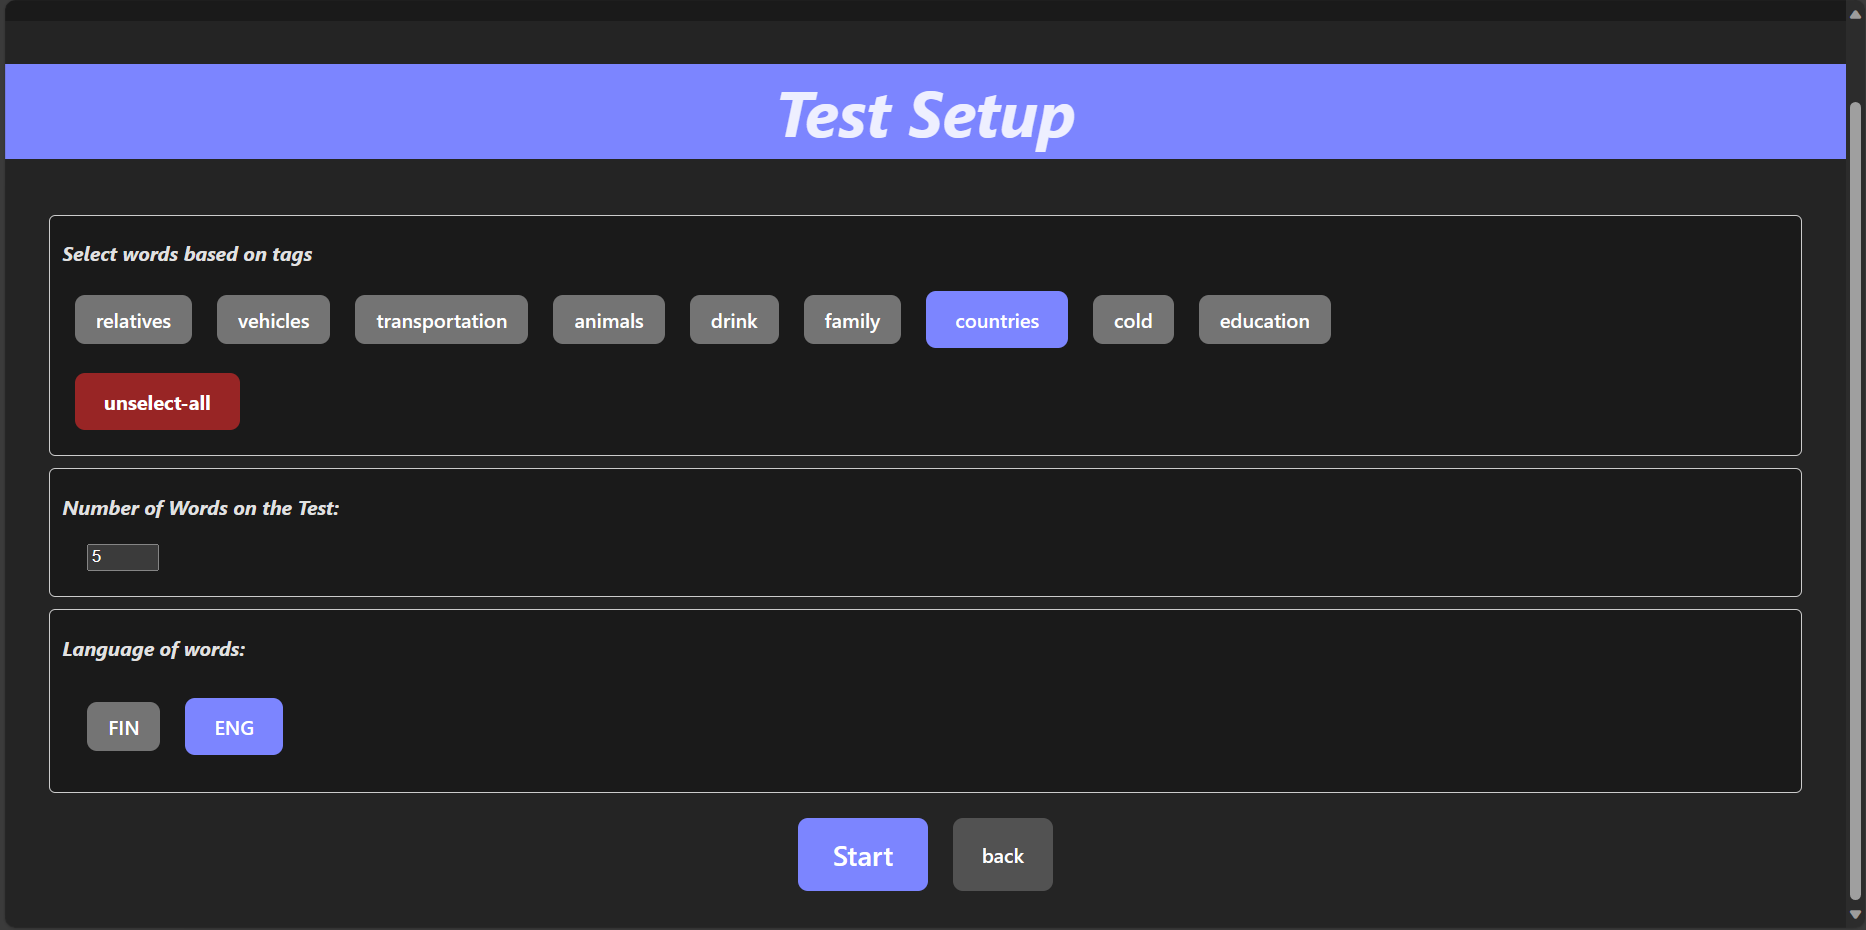 Test Setup
Select words based on tags
relatives vehicles transportation animals drink family countries cold education
unselect-all
Number of Words on the Test:
5
Language of words:
FIN ENG
Start back